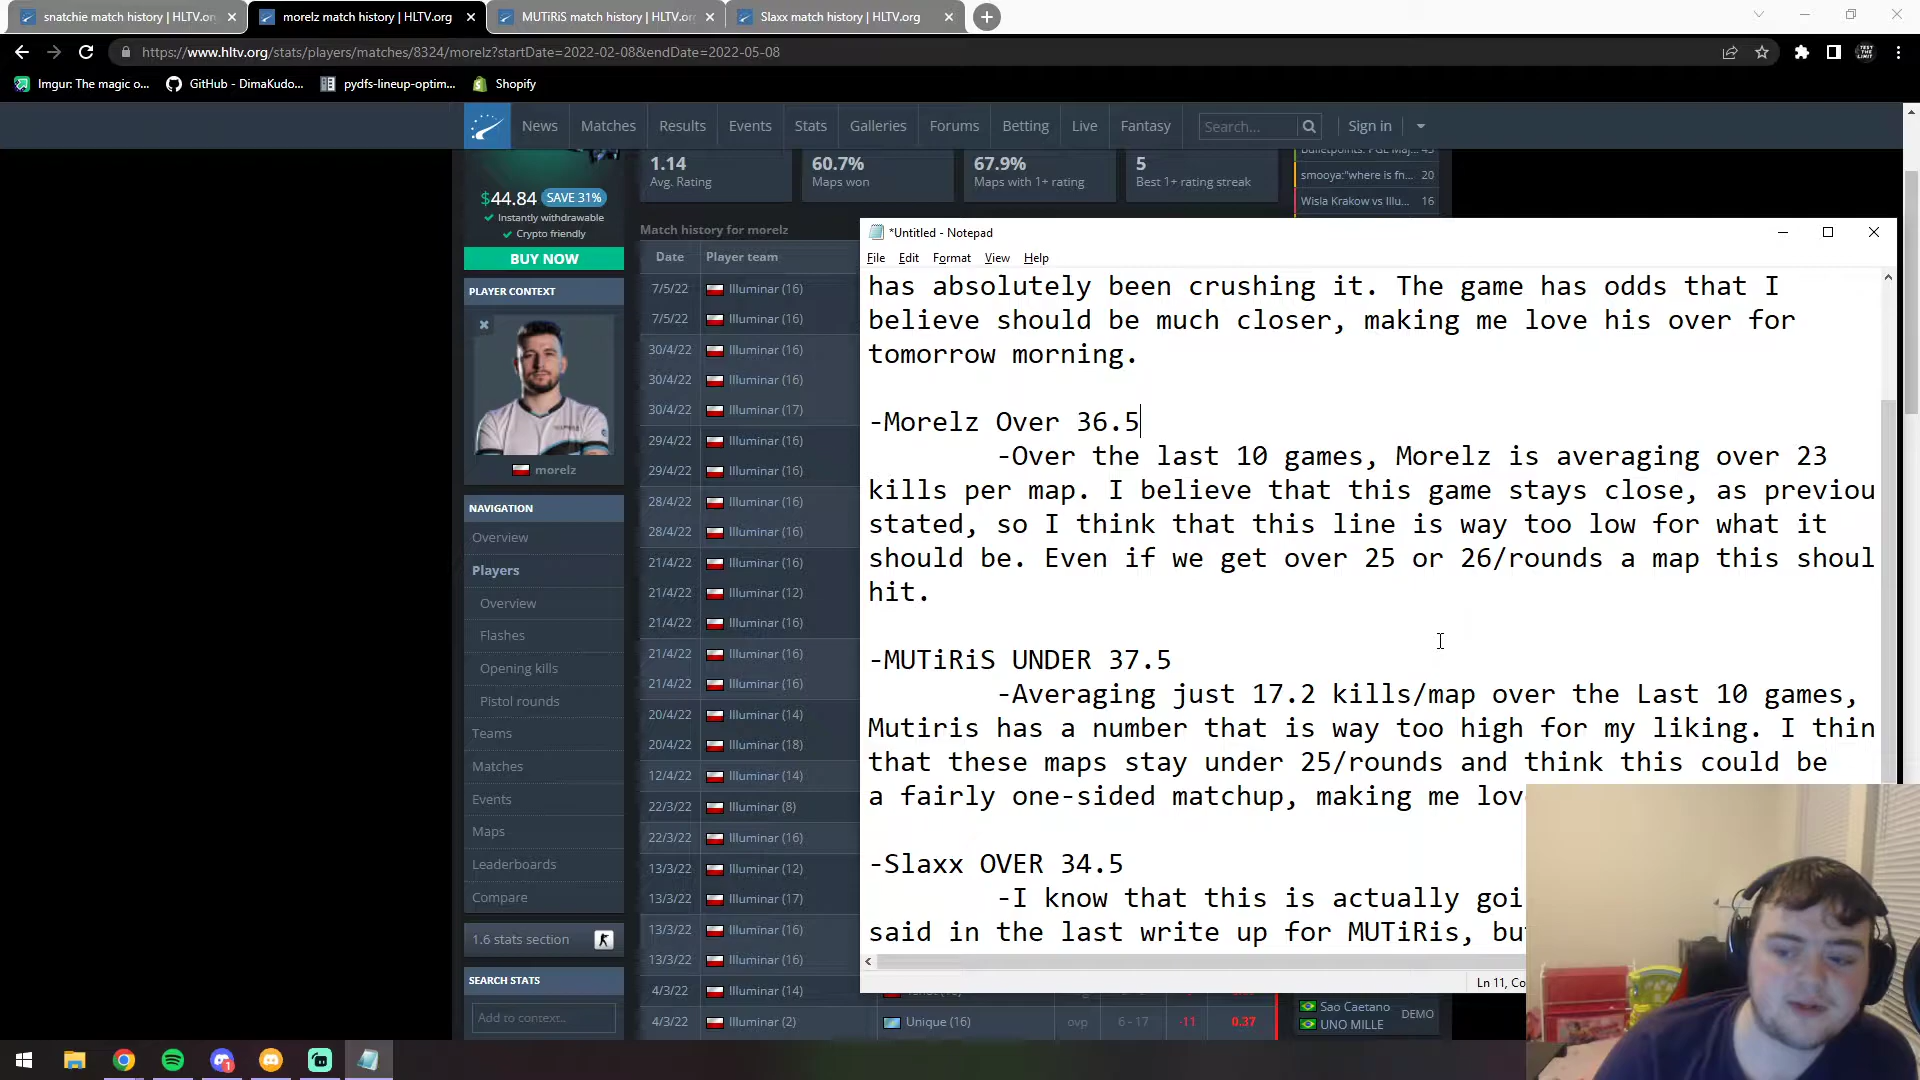 snatchie match history | HLTV.or
morelz match history | HLTV.org
MUTiRiS match history | HLTV.or
Slaxx match history | HLTV.org
https://www.hltv.org/stats/players/matches/8324/morelz?startDate=2022-02-08&endDate=2022-05-08
Imgur: The magic o...
GitHub - DimaKudo...
pydfs-lineup-optim...
Shopify
News
Matches
Results
Events
Stats
Galleries
Forums
Betting
Live
Fantasy
Search...
Sign in
$44.84 SAVE 31%
Instantly withdrawable
Crypto friendly
BUY NOW
1.14
Avg. Rating
60.7%
Maps won
67.9%
Maps with 1+ rating
5
Best 1+ rating streak
Bulletpoints: PGL Maj... 45
smooya:"where is fn... 20
Wisla Krakow vs Illu... 16
PLAYER CONTEXT
morelz
NAVIGATION
Overview
Players
Overview
Flashes
Opening kills
Pistol rounds
Teams
Matches
Events
Maps
Leaderboards
Compare
1.6 stats section
SEARCH STATS
Add to context...
Match history for morelz
Date Player team
7/5/22 Illuminar (16)
7/5/22 Illuminar (16)
30/4/22 Illuminar (16)
30/4/22 Illuminar (16)
30/4/22 Illuminar (17)
29/4/22 Illuminar (16)
29/4/22 Illuminar (16)
28/4/22 Illuminar (16)
28/4/22 Illuminar (16)
21/4/22 Illuminar (16)
21/4/22 Illuminar (12)
21/4/22 Illuminar (16)
21/4/22 Illuminar (16)
21/4/22 Illuminar (16)
20/4/22 Illuminar (14)
20/4/22 Illuminar (18)
12/4/22 Illuminar (14)
22/3/22 Illuminar (8)
22/3/22 Illuminar (16)
13/3/22 Illuminar (12)
13/3/22 Illuminar (17)
13/3/22 Illuminar (16)
13/3/22 Illuminar (16)
4/3/22 Illuminar (14)
4/3/22 Illuminar (2) Unique (16) ovp 6 - 17 -11 0.37
*Untitled - Notepad
File Edit Format View Help
has absolutely been crushing it. The game has odds that I
believe should be much closer, making me love his over for
tomorrow morning.
-Morelz Over 36.5
-Over the last 10 games, Morelz is averaging over 23
kills per map. I believe that this game stays close, as previou
stated, so I think that this line is way too low for what it
should be. Even if we get over 25 or 26/rounds a map this shoul
hit.
-MUTiRiS UNDER 37.5
-Averaging just 17.2 kills/map over the Last 10 games,
Mutiris has a number that is way too high for my liking. I thin
that these maps stay under 25/rounds and think this could be
a fairly one-sided matchup, making me lov
-Slaxx OVER 34.5
-I know that this is actually goi
said in the last write up for MUTiRis, bu
Ln 11, Co
Sao Caetano
UNO MILLE
DEMO